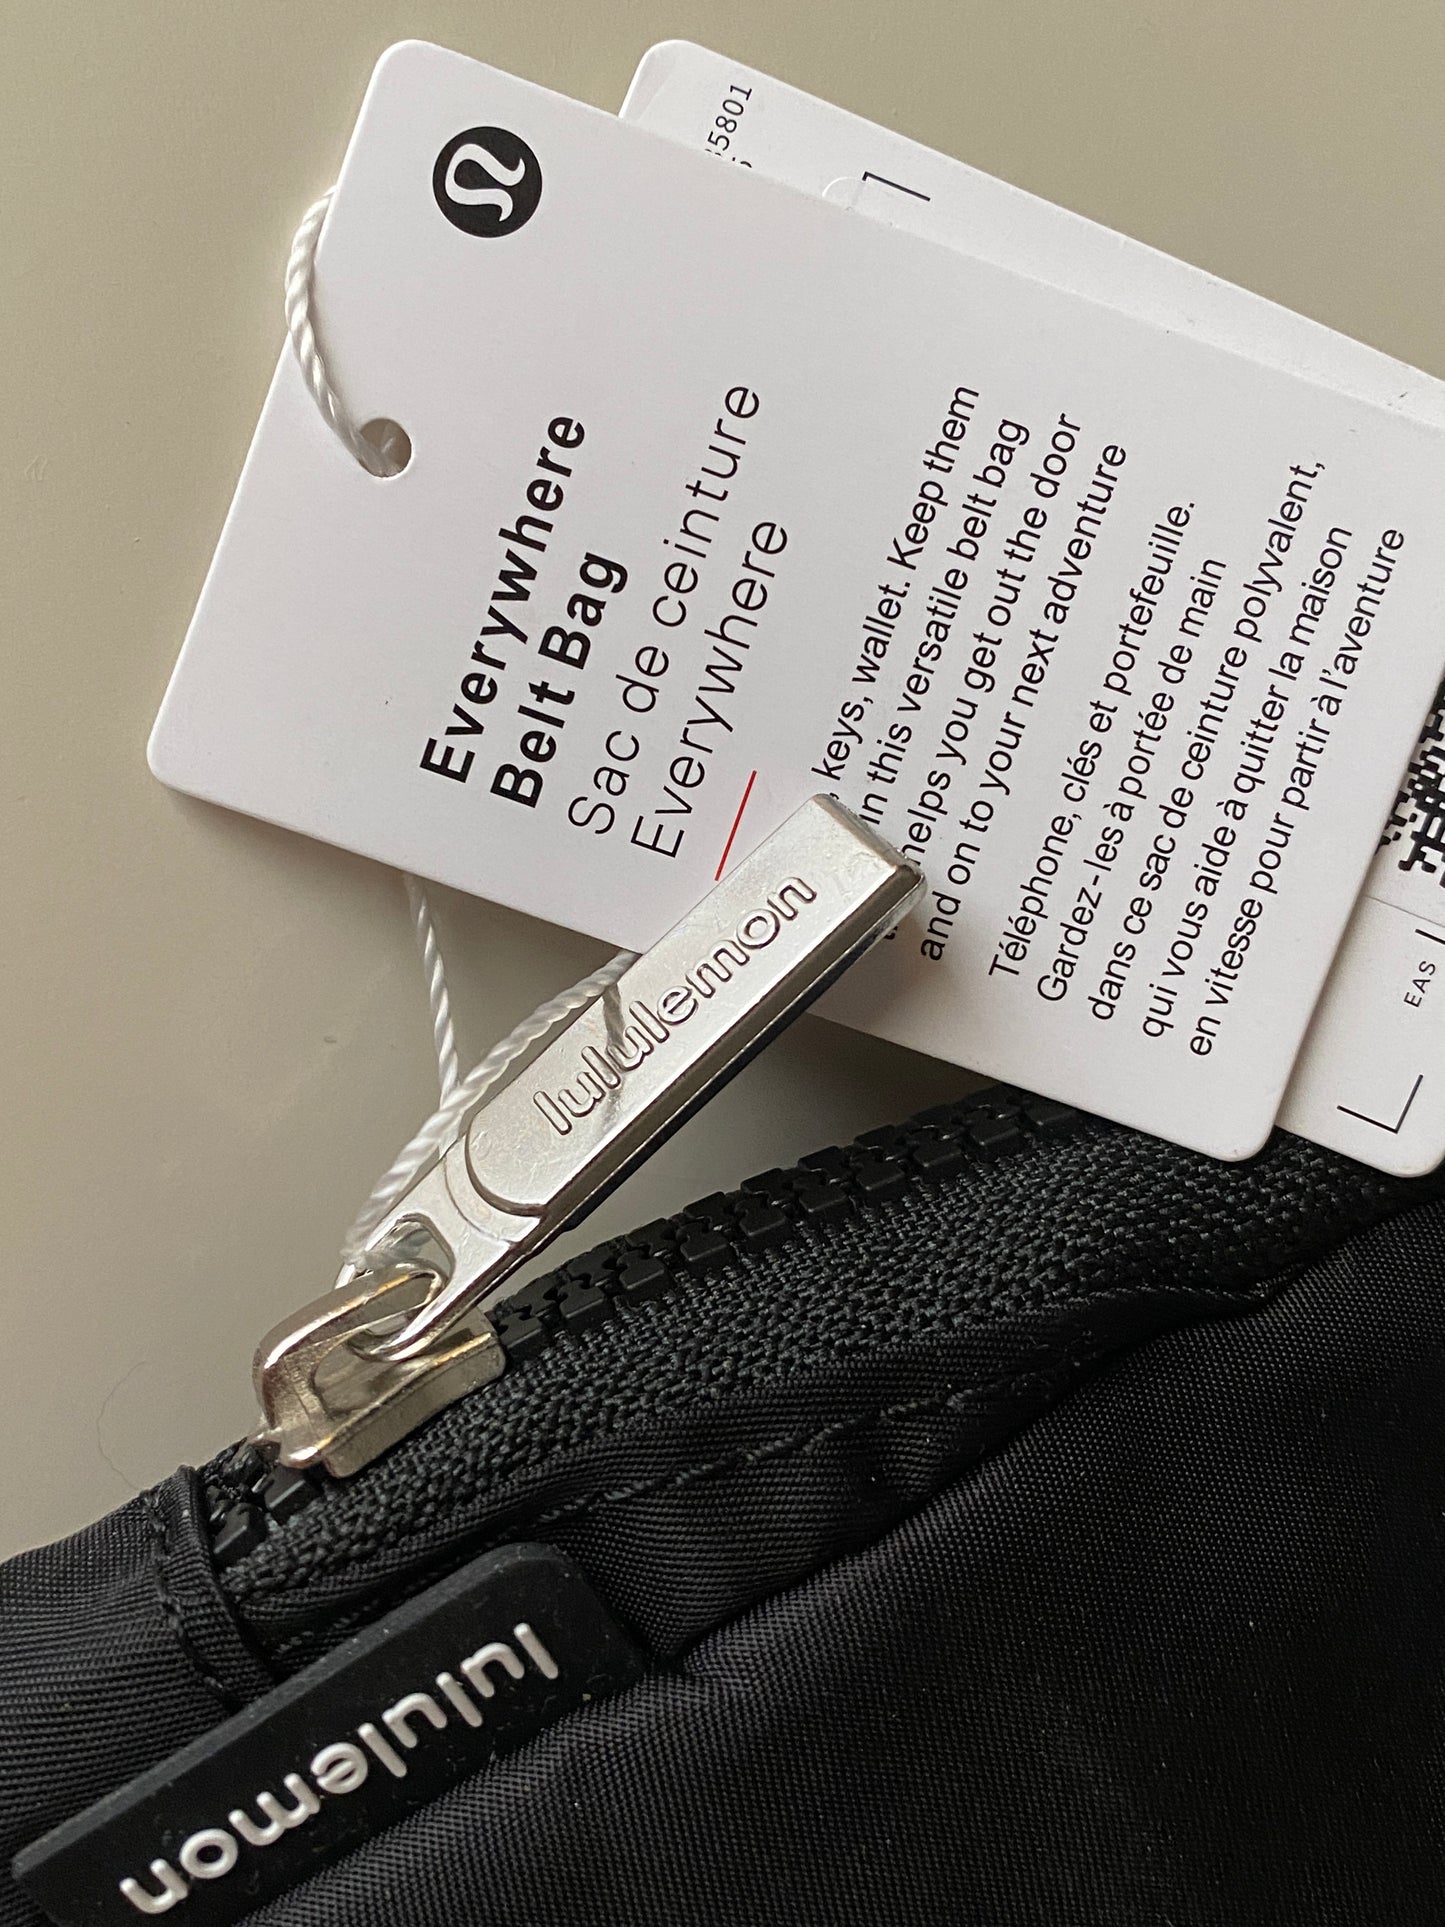 5801
Everywhere
Belt Bag
Sac de ceinture
Everywhere
, keys, wallet. Keep them
in this versatile belt bag
helps you get out the door
and on to your next adventure
Téléphone, clés et portefeuille.
Gardez-les à portée de main
dans ce sac de ceinture polyvalent,
qui vous aide à quitter la maison
en vitesse pour partir à l'aventure
EAS
lululemon
lululemon